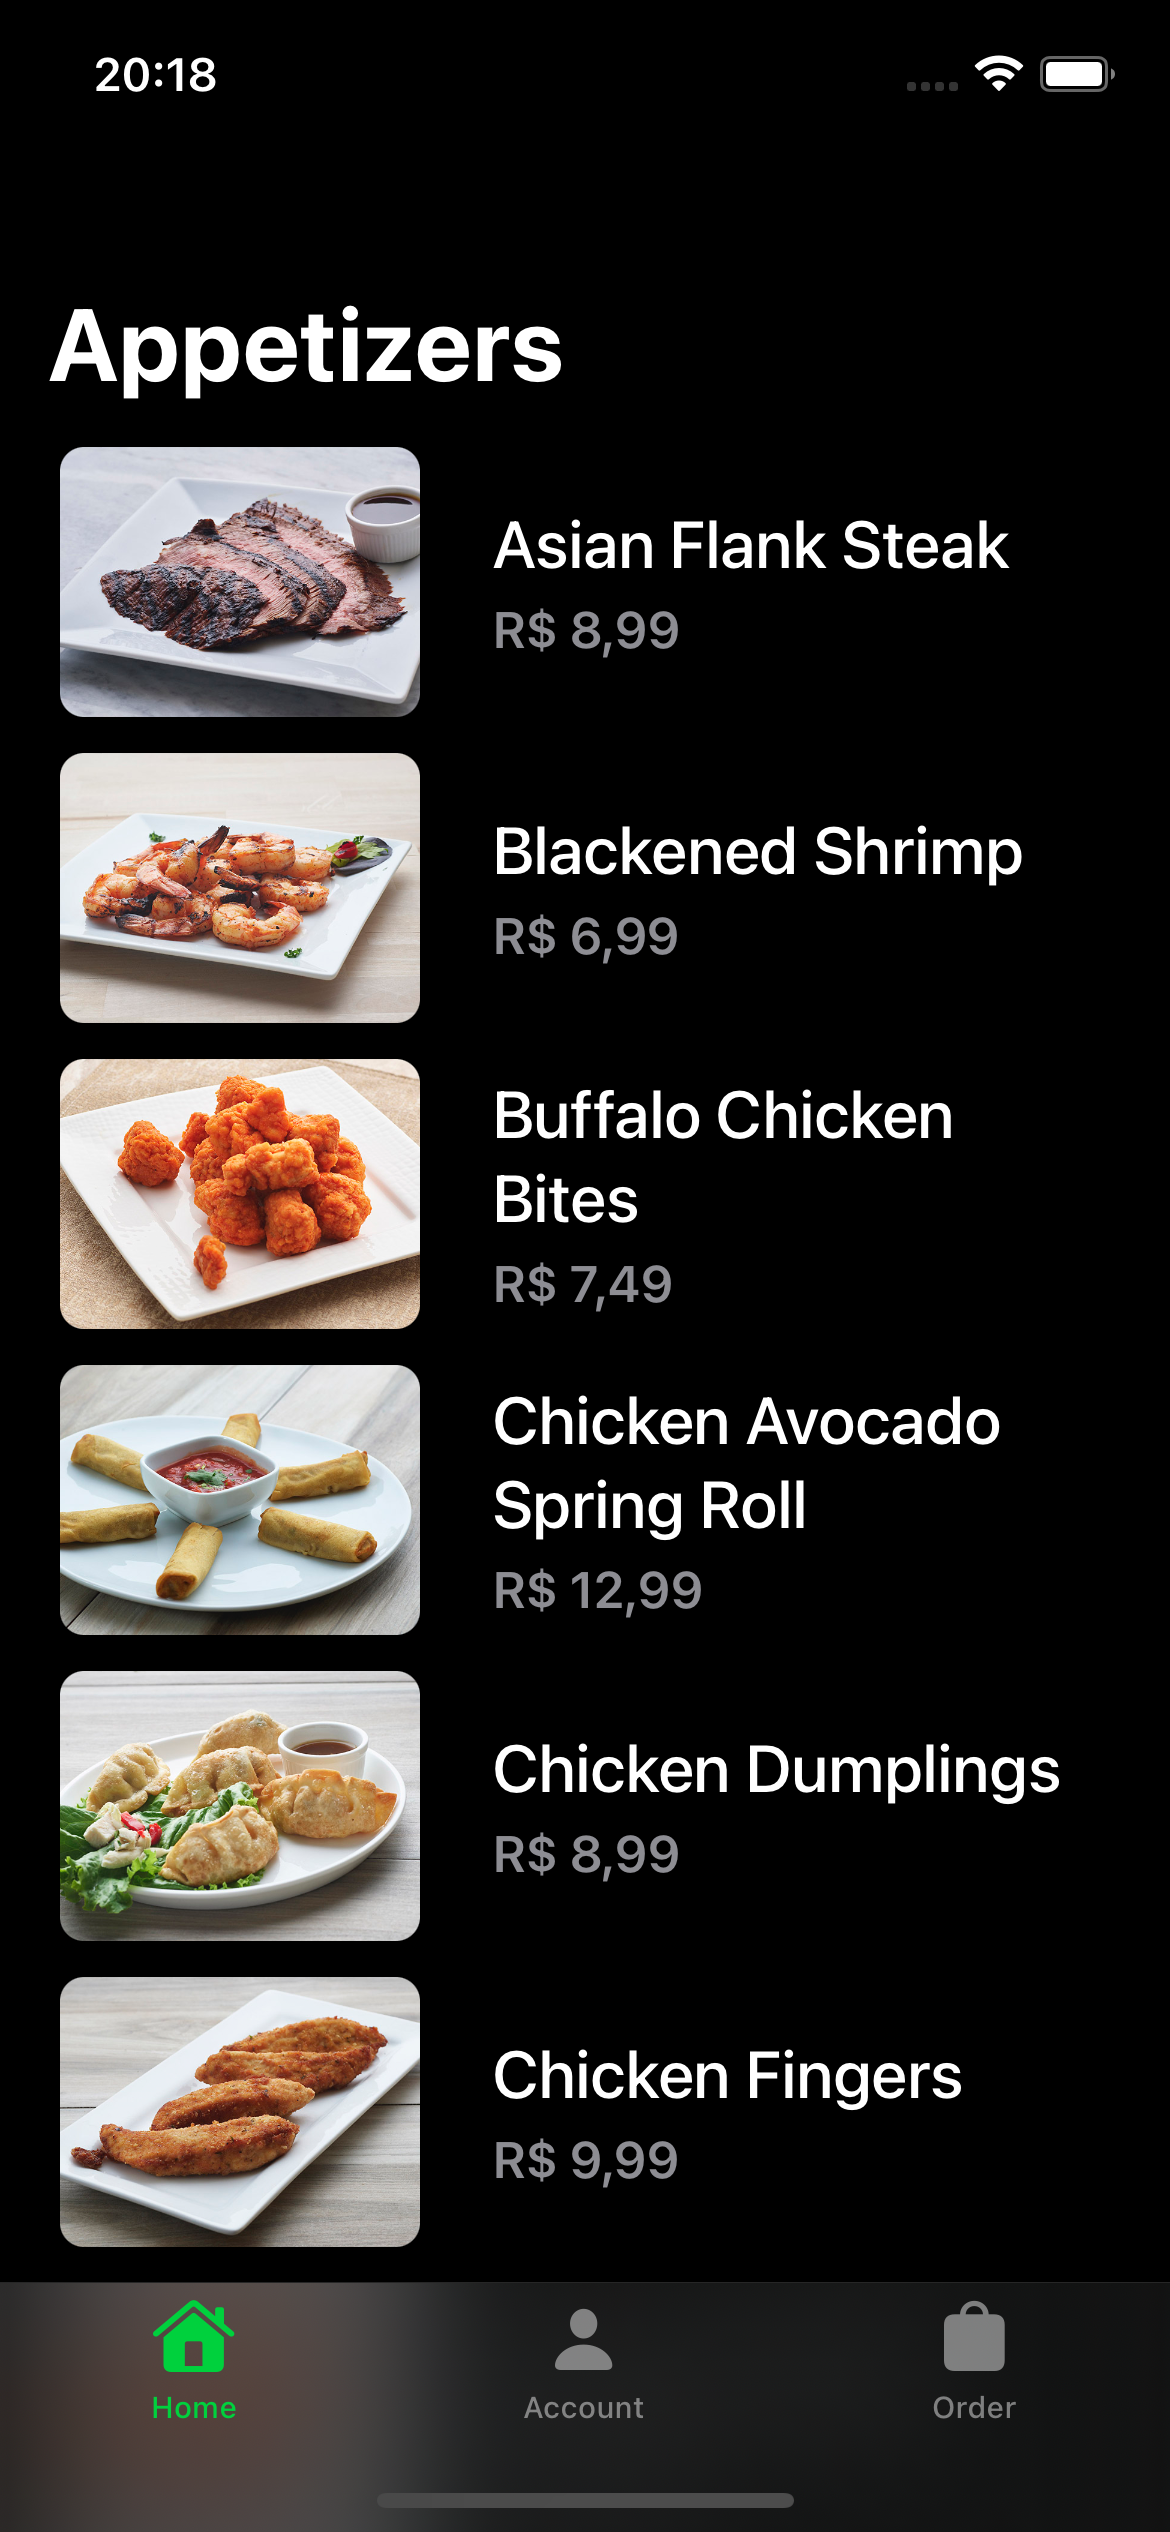 20:18
Appetizers
Asian Flank Steak
R$ 8,99
Blackened Shrimp
R$ 6,99
Buffalo Chicken
Bites
R$ 7,49
Chicken Avocado
Spring Roll
R$ 12,99
Chicken Dumplings
R$ 8,99
Chicken Fingers
R$ 9,99
Home
Account
Order